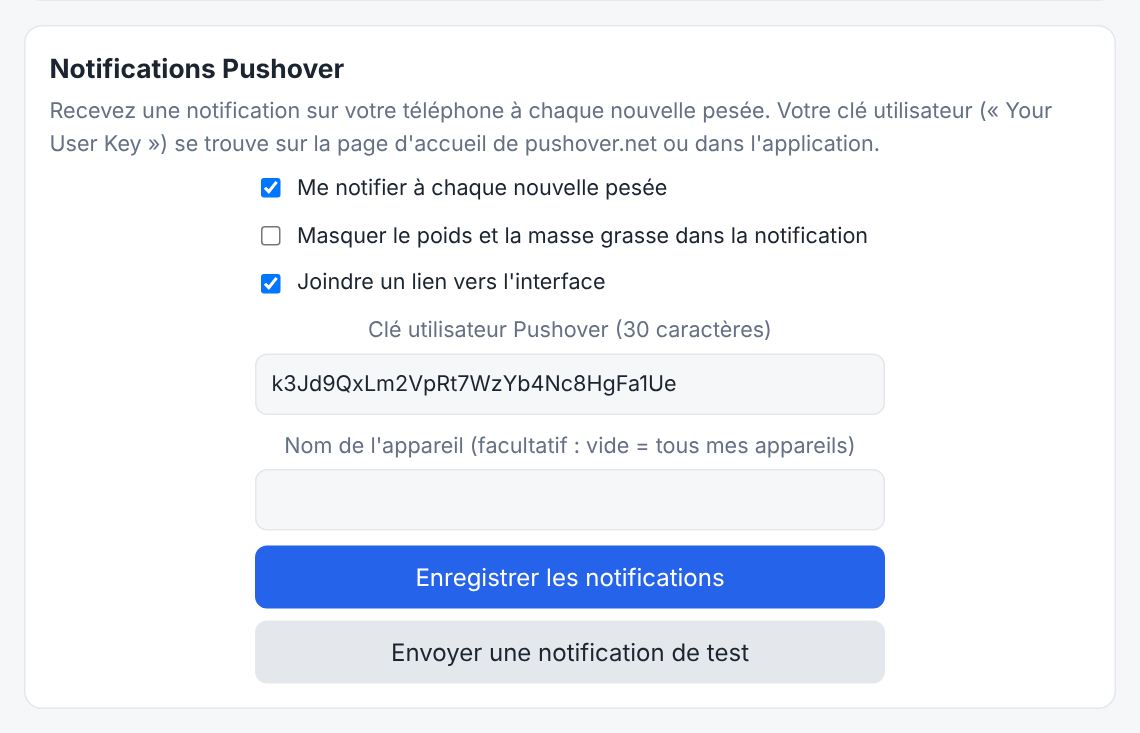 Notifications Pushover
Recevez une notification sur votre téléphone à chaque nouvelle pesée. Votre clé utilisateur (« Your
User Key ») se trouve sur la page d'accueil de pushover.net ou dans l'application.
Me notifier à chaque nouvelle pesée
Masquer le poids et la masse grasse dans la notification
Joindre un lien vers l'interface
Clé utilisateur Pushover (30 caractères)
k3Jd9QxLm2VpRt7WzYb4Nc8HgFa1Ue
Nom de l'appareil (facultatif : vide = tous mes appareils)
Enregistrer les notifications
Envoyer une notification de test